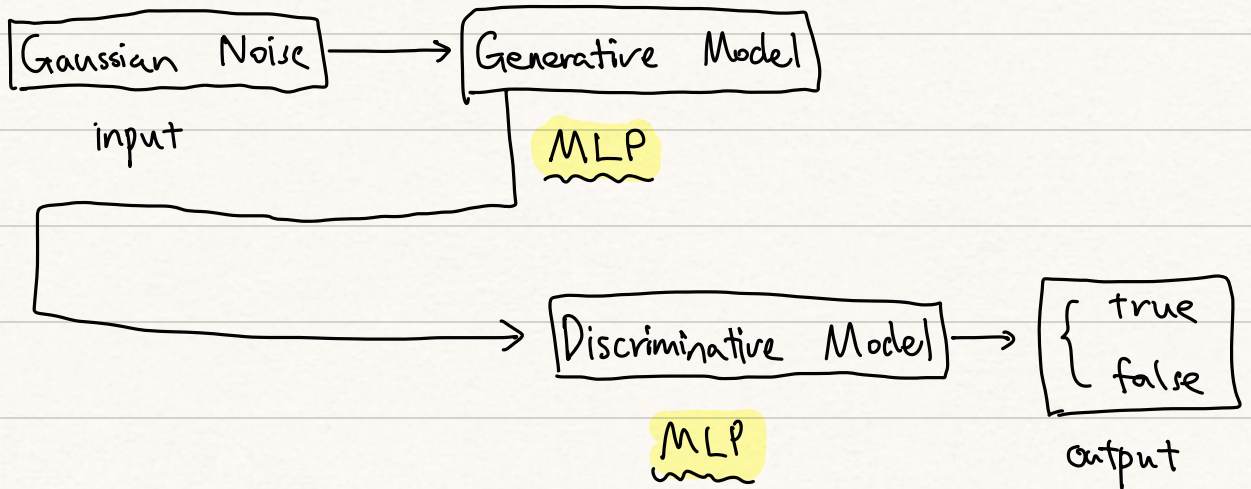 Gaussian Noise
Generative Model
input
MLP
Discriminative Model
true
false
MLP
output